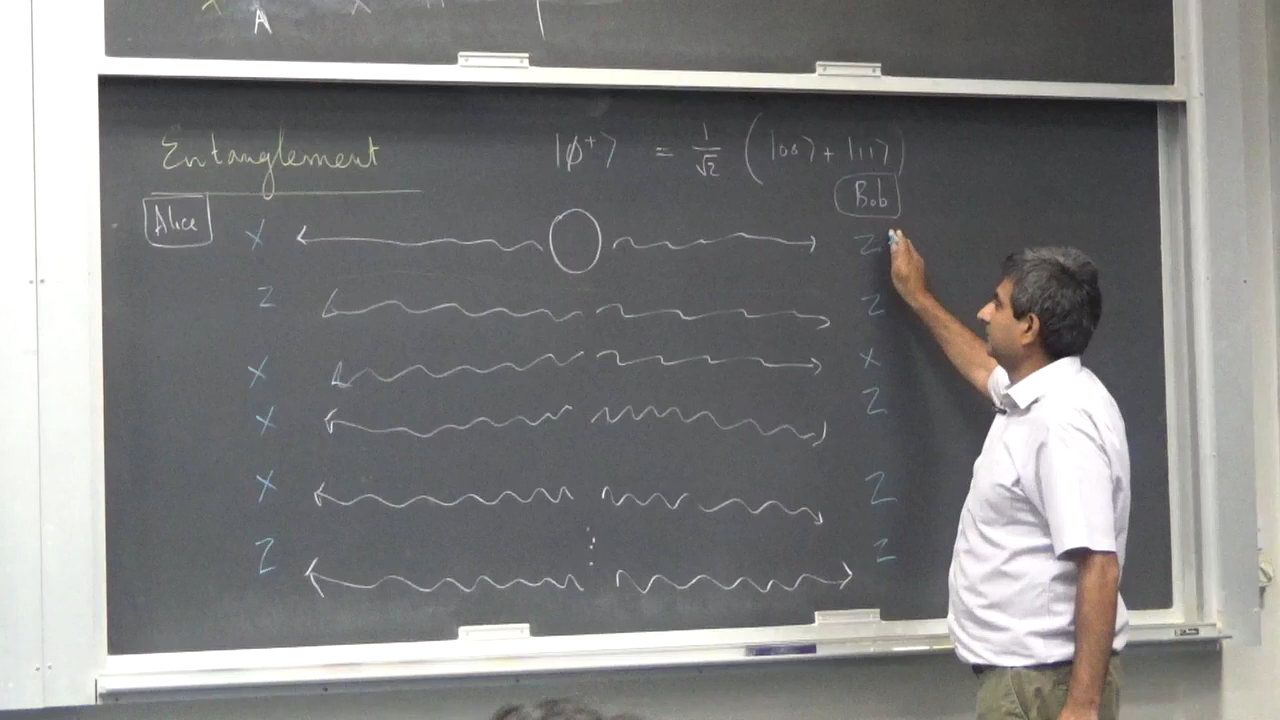 A
Entanglement |ϕ⁺⟩ = 1/√2 (|00⟩ + |11⟩)
Alice Bob
X Z
Z Z
X X
X Z
X Z
Z Z